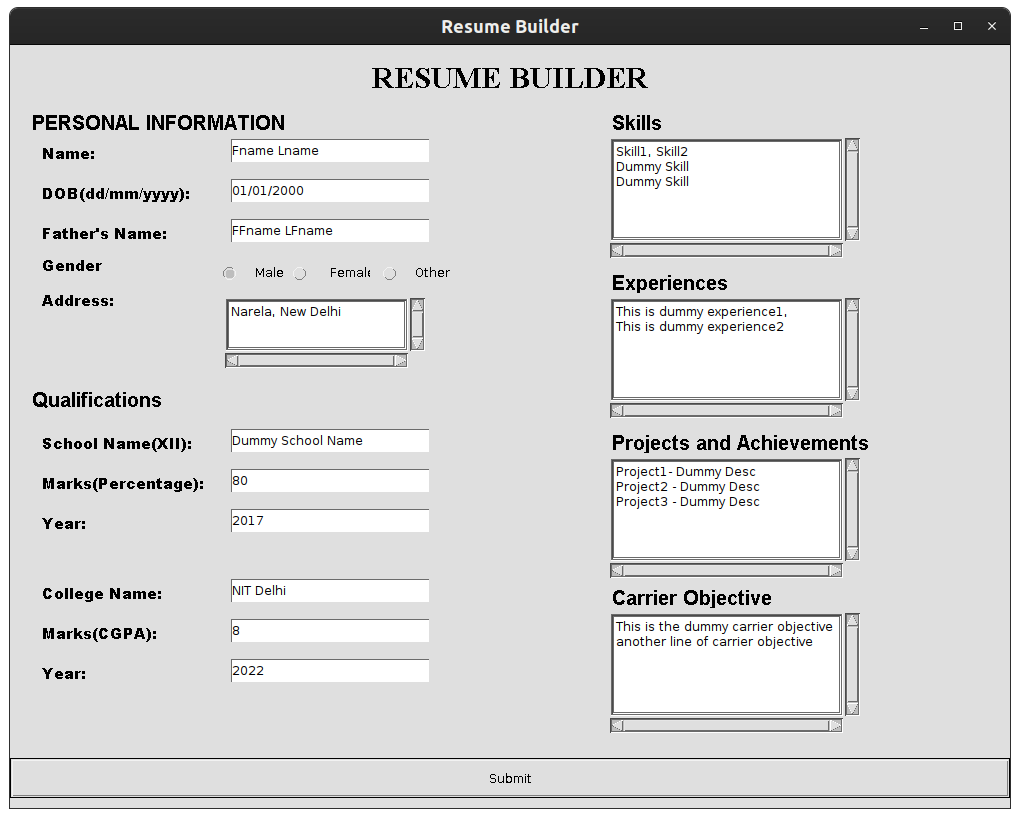 Resume Builder
RESUME BUILDER
PERSONAL INFORMATION
Name:
Fname Lname
DOB(dd/mm/yyyy):
01/01/2000
Father's Name:
FFname LFname
Gender
Male
Female
Other
Address:
Narela, New Delhi
Qualifications
School Name(XII):
Dummy School Name
Marks(Percentage):
80
Year:
2017
College Name:
NIT Delhi
Marks(CGPA):
8
Year:
2022
Skills
Skill1, Skill2
Dummy Skill
Dummy Skill
Experiences
This is dummy experience1,
This is dummy experience2
Projects and Achievements
Project1- Dummy Desc
Project2 - Dummy Desc
Project3 - Dummy Desc
Carrier Objective
This is the dummy carrier objective
another line of carrier objective
Submit